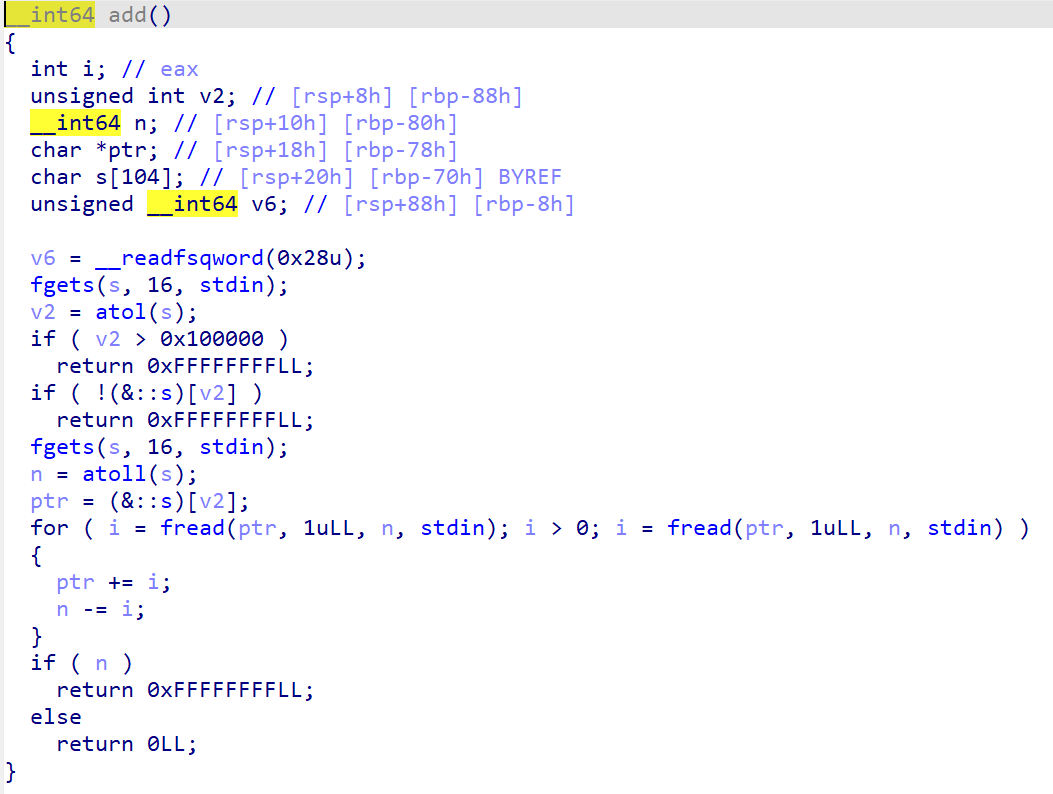 __int64 add()
{
  int i; // eax
  unsigned int v2; // [rsp+8h] [rbp-88h]
  __int64 n; // [rsp+10h] [rbp-80h]
  char *ptr; // [rsp+18h] [rbp-78h]
  char s[104]; // [rsp+20h] [rbp-70h] BYREF
  unsigned __int64 v6; // [rsp+88h] [rbp-8h]

  v6 = __readfsqword(0x28u);
  fgets(s, 16, stdin);
  v2 = atol(s);
  if ( v2 > 0x100000 )
    return 0xFFFFFFFFLL;
  if ( !(&::s)[v2] )
    return 0xFFFFFFFFLL;
  fgets(s, 16, stdin);
  n = atoll(s);
  ptr = (&::s)[v2];
  for ( i = fread(ptr, 1uLL, n, stdin); i > 0; i = fread(ptr, 1uLL, n, stdin) )
  {
    ptr += i;
    n -= i;
  }
  if ( n )
    return 0xFFFFFFFFLL;
  else
    return 0LL;
}